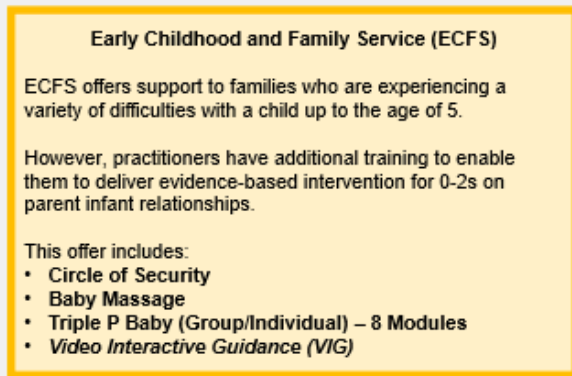 Early Childhood and Family Service (ECFS)
ECFS offers support to families who are experiencing a
variety of difficulties with a child up to the age of 5.
However, practitioners have additional training to enable
them to deliver evidence-based intervention for 0-2s on
parent infant relationships.
This offer includes:
• Circle of Security
• Baby Massage
• Triple P Baby (Group/Individual) – 8 Modules
• Video Interactive Guidance (VIG)